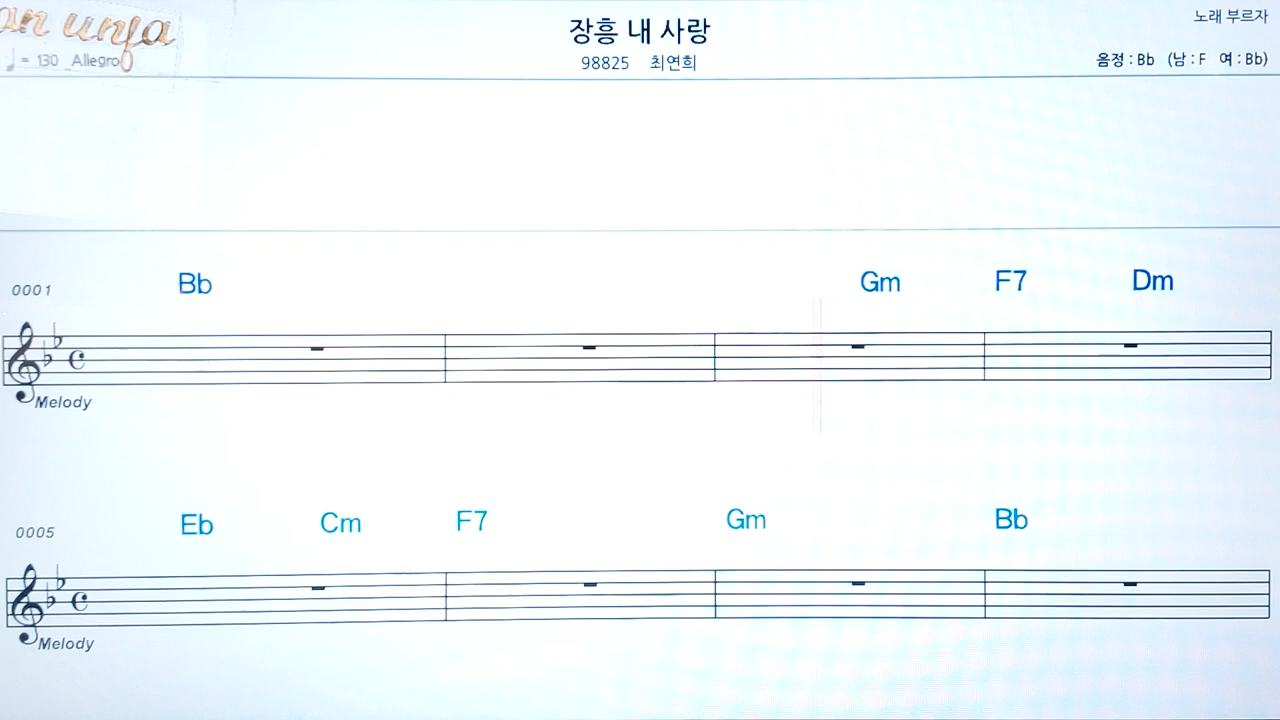 장흥 내 사랑
노래 부르자
♩ = 130 Allegro
98825 최연희
음정 : Bb (남 : F 여 : Bb)
0001 Bb Gm F7 Dm
Melody
0005 Eb Cm F7 Gm Bb
Melody